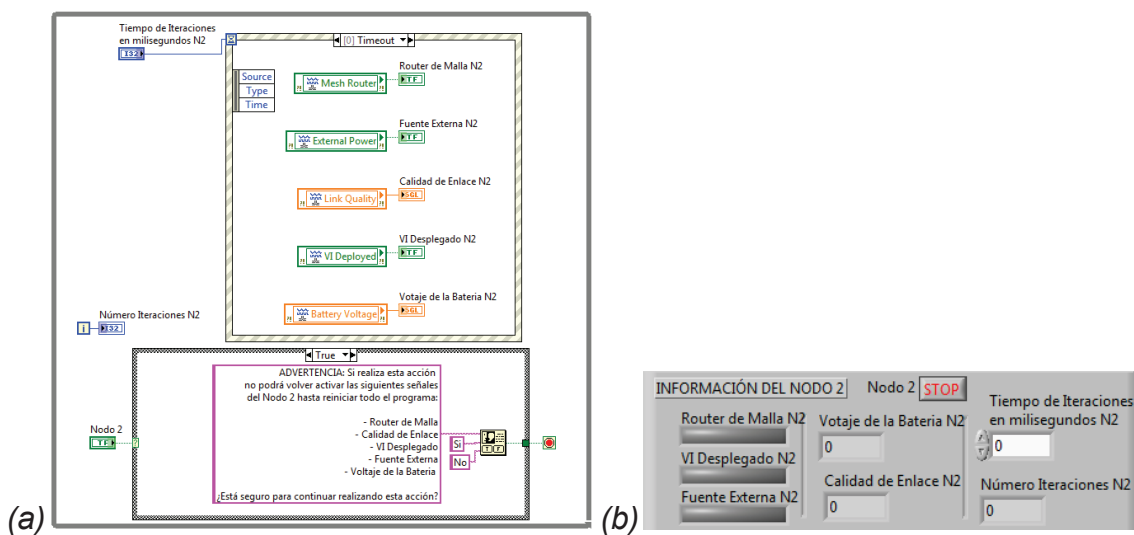 Tiempo de Iteraciones
en milisegundos N2
I32
[0] Timeout
Source
Type
Time
Router de Malla N2
Mesh Router
TF
Fuente Externa N2
External Power
TF
Calidad de Enlace N2
Link Quality
SGL
VI Desplegado N2
VI Deployed
TF
Votaje de la Bateria N2
Battery Voltage
SGL
Número Iteraciones N2
i
I32
True
ADVERTENCIA: Si realiza esta acción
no podrá volver activar las siguientes señales
del Nodo 2 hasta reiniciar todo el programa:
- Router de Malla
- Calidad de Enlace
- VI Desplegado
- Fuente Externa
- Voltaje de la Bateria
¿Está seguro para continuar realizando esta acción?
Si
No
T F
Nodo 2
TF
?
(a)
INFORMACIÓN DEL NODO 2
Nodo 2
STOP
Router de Malla N2
VI Desplegado N2
Fuente Externa N2
Votaje de la Bateria N2
0
Calidad de Enlace N2
0
Tiempo de Iteraciones
en milisegundos N2
0
Número Iteraciones N2
0
(b)